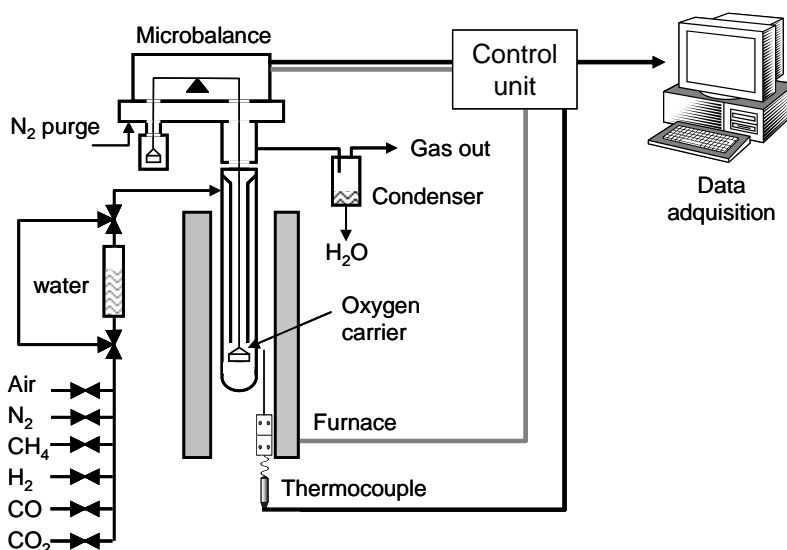 Microbalance
Control
unit
N₂ purge
Gas out
Condenser
Data
adquisition
H₂O
water
Oxygen
carrier
Air
N₂
CH₄
H₂
CO
CO₂
Furnace
Thermocouple